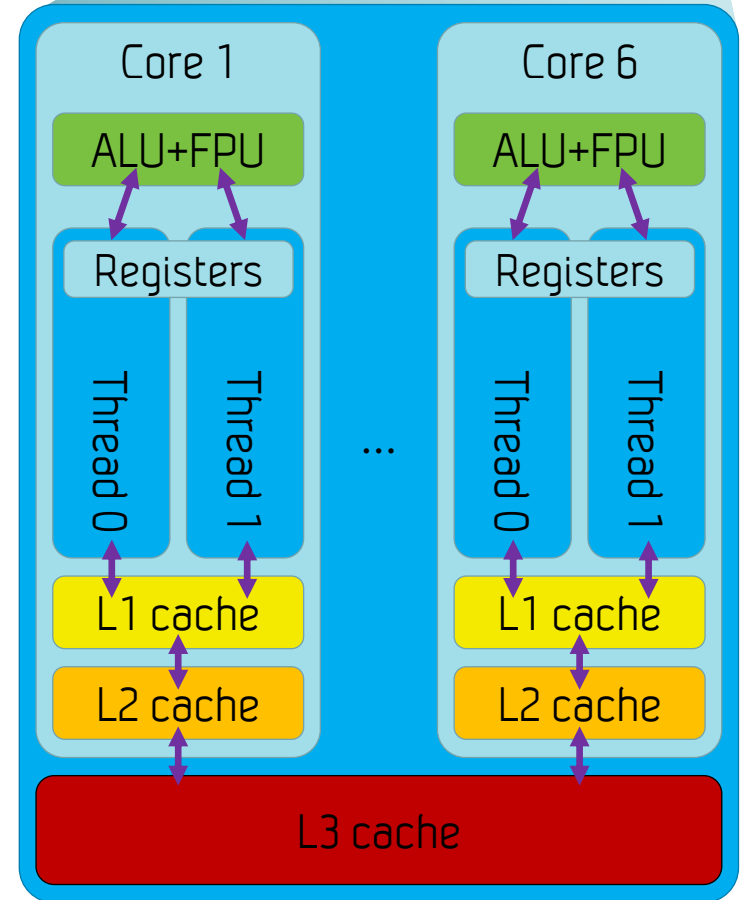 Core 1
ALU+FPU
Registers
Thread 0
Thread 1
L1 cache
L2 cache
...
Core 6
ALU+FPU
Registers
Thread 0
Thread 1
L1 cache
L2 cache
L3 cache